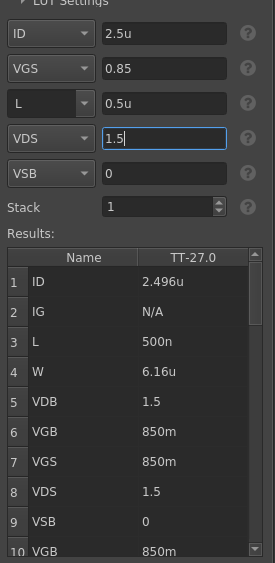 LUT Settings
ID 2.5u ?
VGS 0.85 ?
L 0.5u ?
VDS 1.5 ?
VSB 0 ?
Stack 1 ?
Results:
Name TT-27.0
1 ID 2.496u
2 IG N/A
3 L 500n
4 W 6.16u
5 VDB 1.5
6 VGB 850m
7 VGS 850m
8 VDS 1.5
9 VSB 0
10 VGB 850m